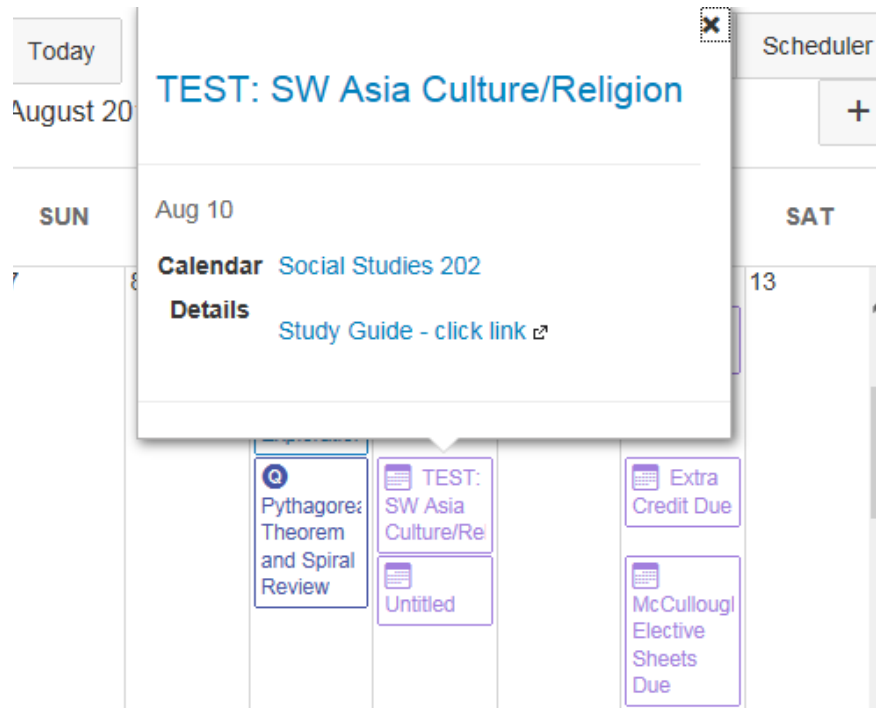 Today
Scheduler
TEST: SW Asia Culture/Religion
August 20
+
SUN
Aug 10
SAT
Calendar Social Studies 202
Details
Study Guide - click link
7
8
13
Pythagorea
Theorem
and Spiral
Review
TEST:
SW Asia
Culture/Rel
Untitled
Extra
Credit Due
McCullougl
Elective
Sheets
Due